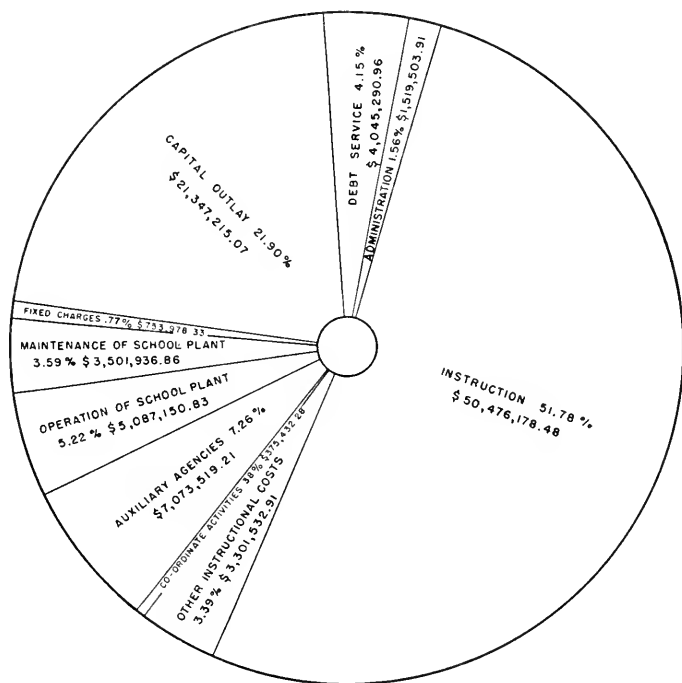 DEBT SERVICE 4.15 %
$ 4,045,290.96
ADMINISTRATION 1.56% $1,519,503.91
INSTRUCTION 51.78 %
$ 50,476,178.48
OTHER INSTRUCTIONAL COSTS
3.39 % $ 3,301,532.91
CO-ORDINATE ACTIVITIES 38% $375,432.28
AUXILIARY AGENCIES 7.26 %
$7,073,519.21
OPERATION OF SCHOOL PLANT
5.22 % $5,087,150.83
MAINTENANCE OF SCHOOL PLANT
3.59 % $ 3,501,936.86
FIXED CHARGES .77% $753,978 33
CAPITAL OUTLAY 21.90 %
$21,347,215.07